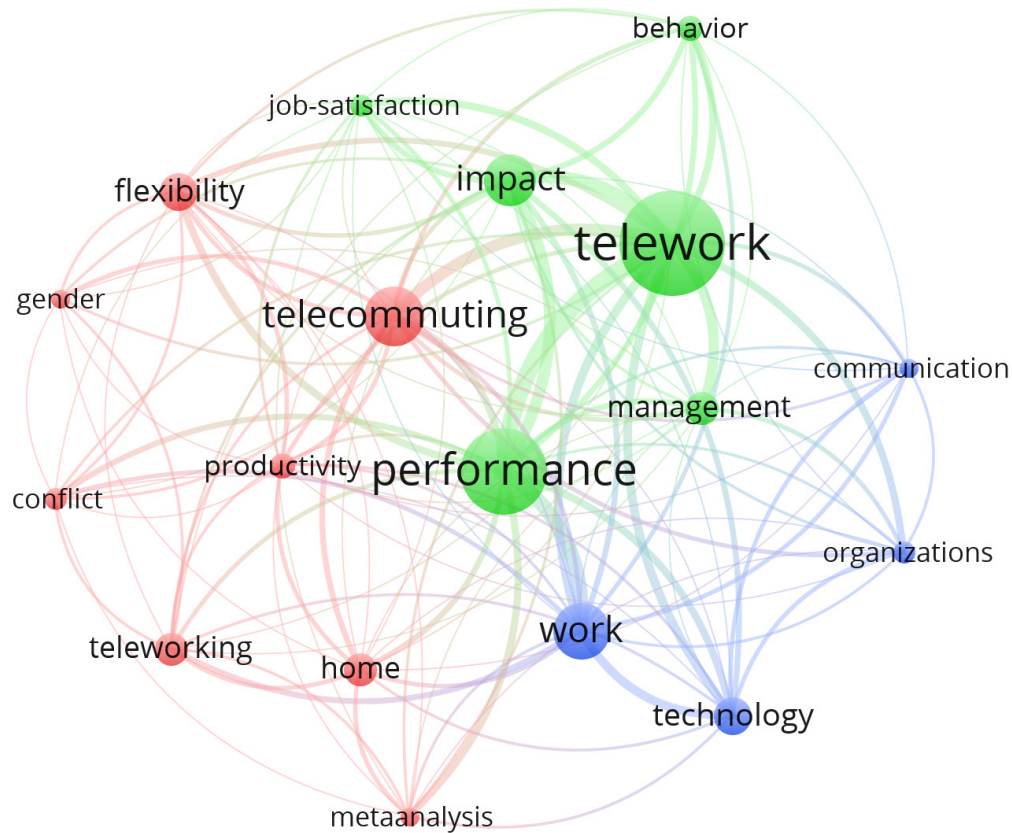 behavior
job-satisfaction
impact
flexibility
telework
gender
telecommuting
communication
management
productivity
performance
conflict
organizations
work
teleworking
home
technology
metaanalysis